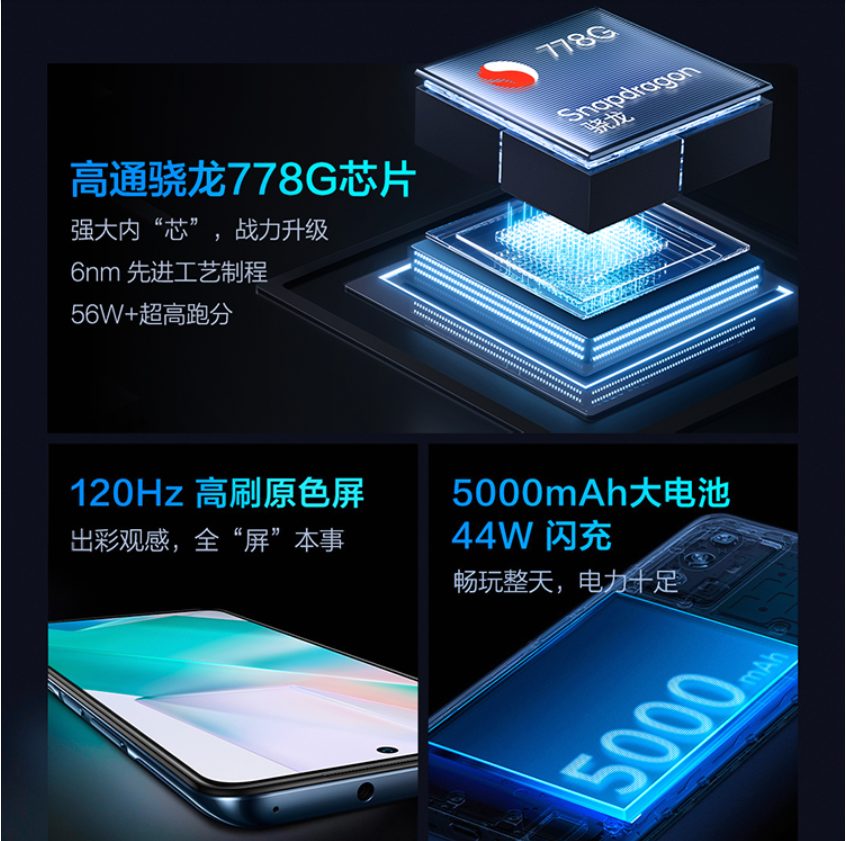 778G
Snapdragon
骁龙
高通骁龙778G芯片
强大内“芯”，战力升级
6nm 先进工艺制程
56W+超高跑分
120Hz 高刷原色屏
出彩观感，全“屏”本事
5000mAh大电池
44W 闪充
畅玩整天，电力十足
5000mAh